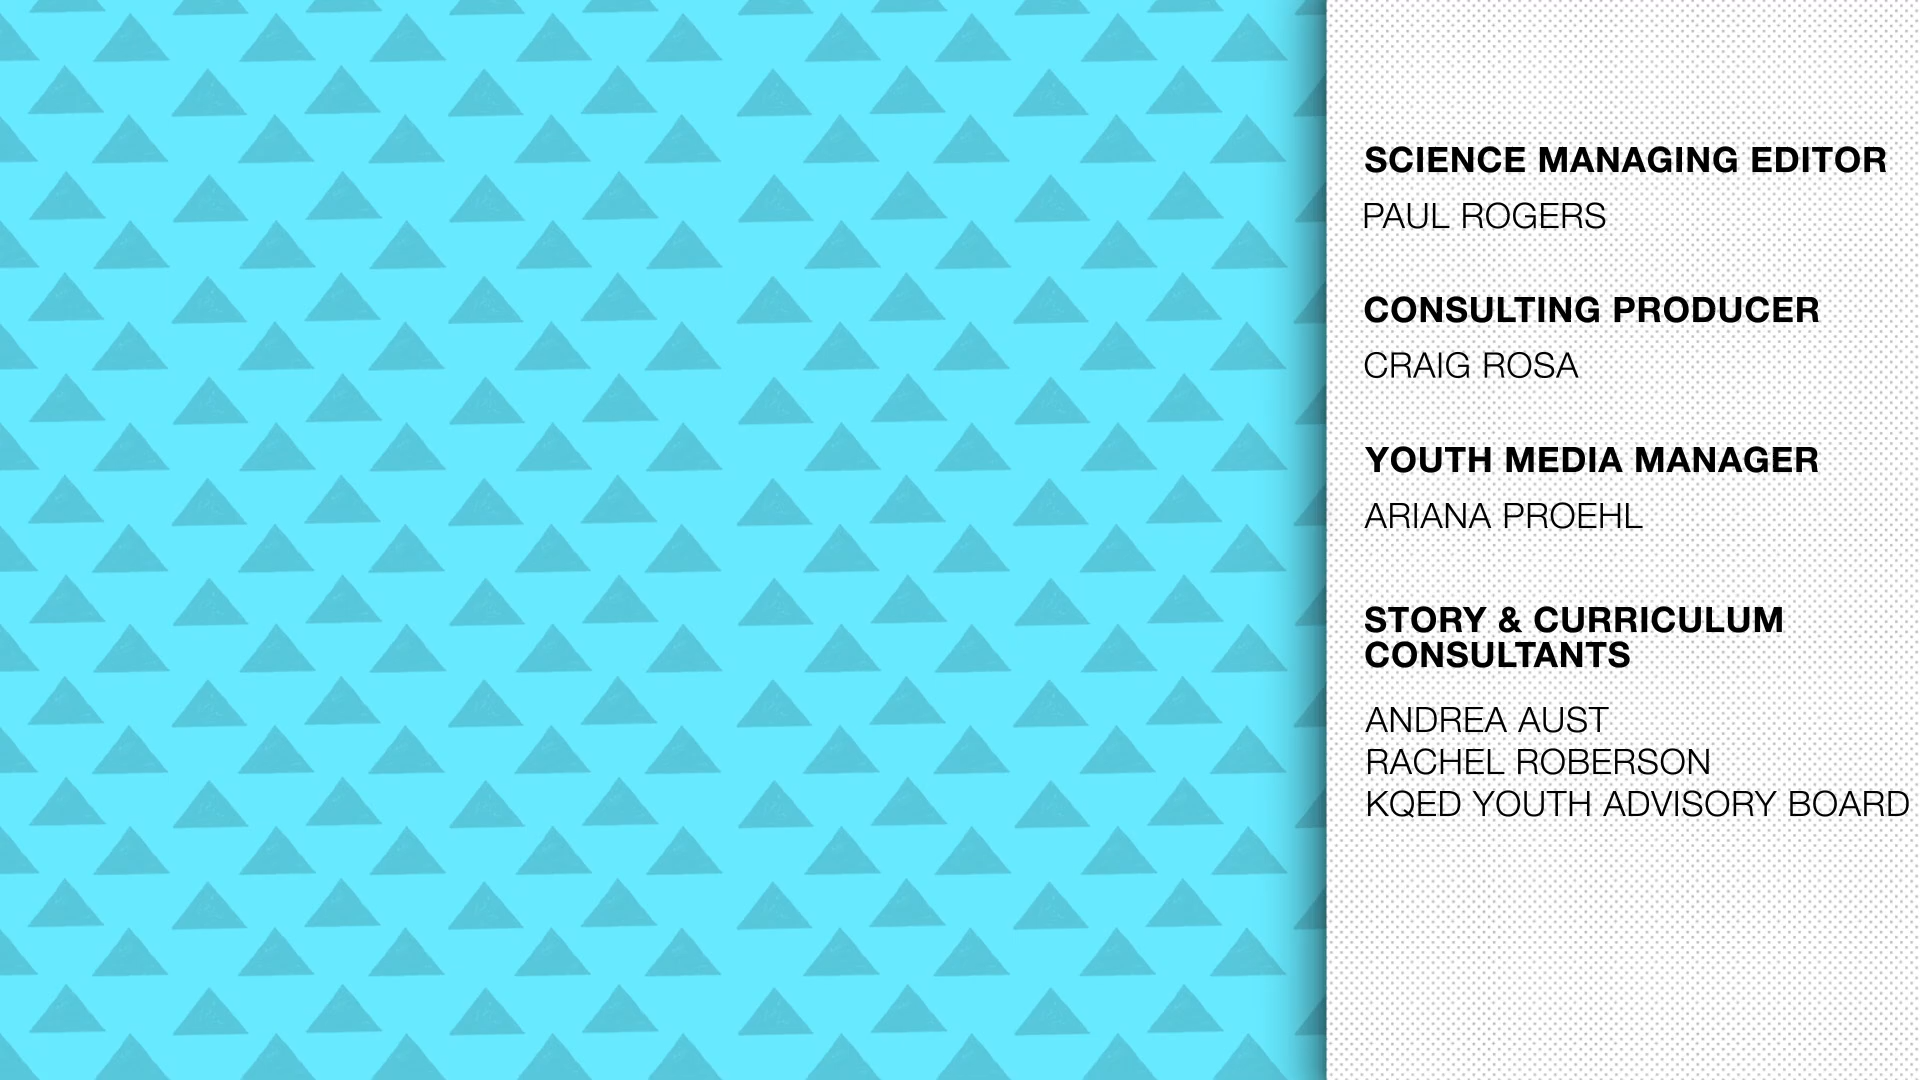 SCIENCE MANAGING EDITOR
PAUL ROGERS
CONSULTING PRODUCER
CRAIG ROSA
YOUTH MEDIA MANAGER
ARIANA PROEHL
STORY & CURRICULUM
CONSULTANTS
ANDREA AUST
RACHEL ROBERSON
KQED YOUTH ADVISORY BOARD